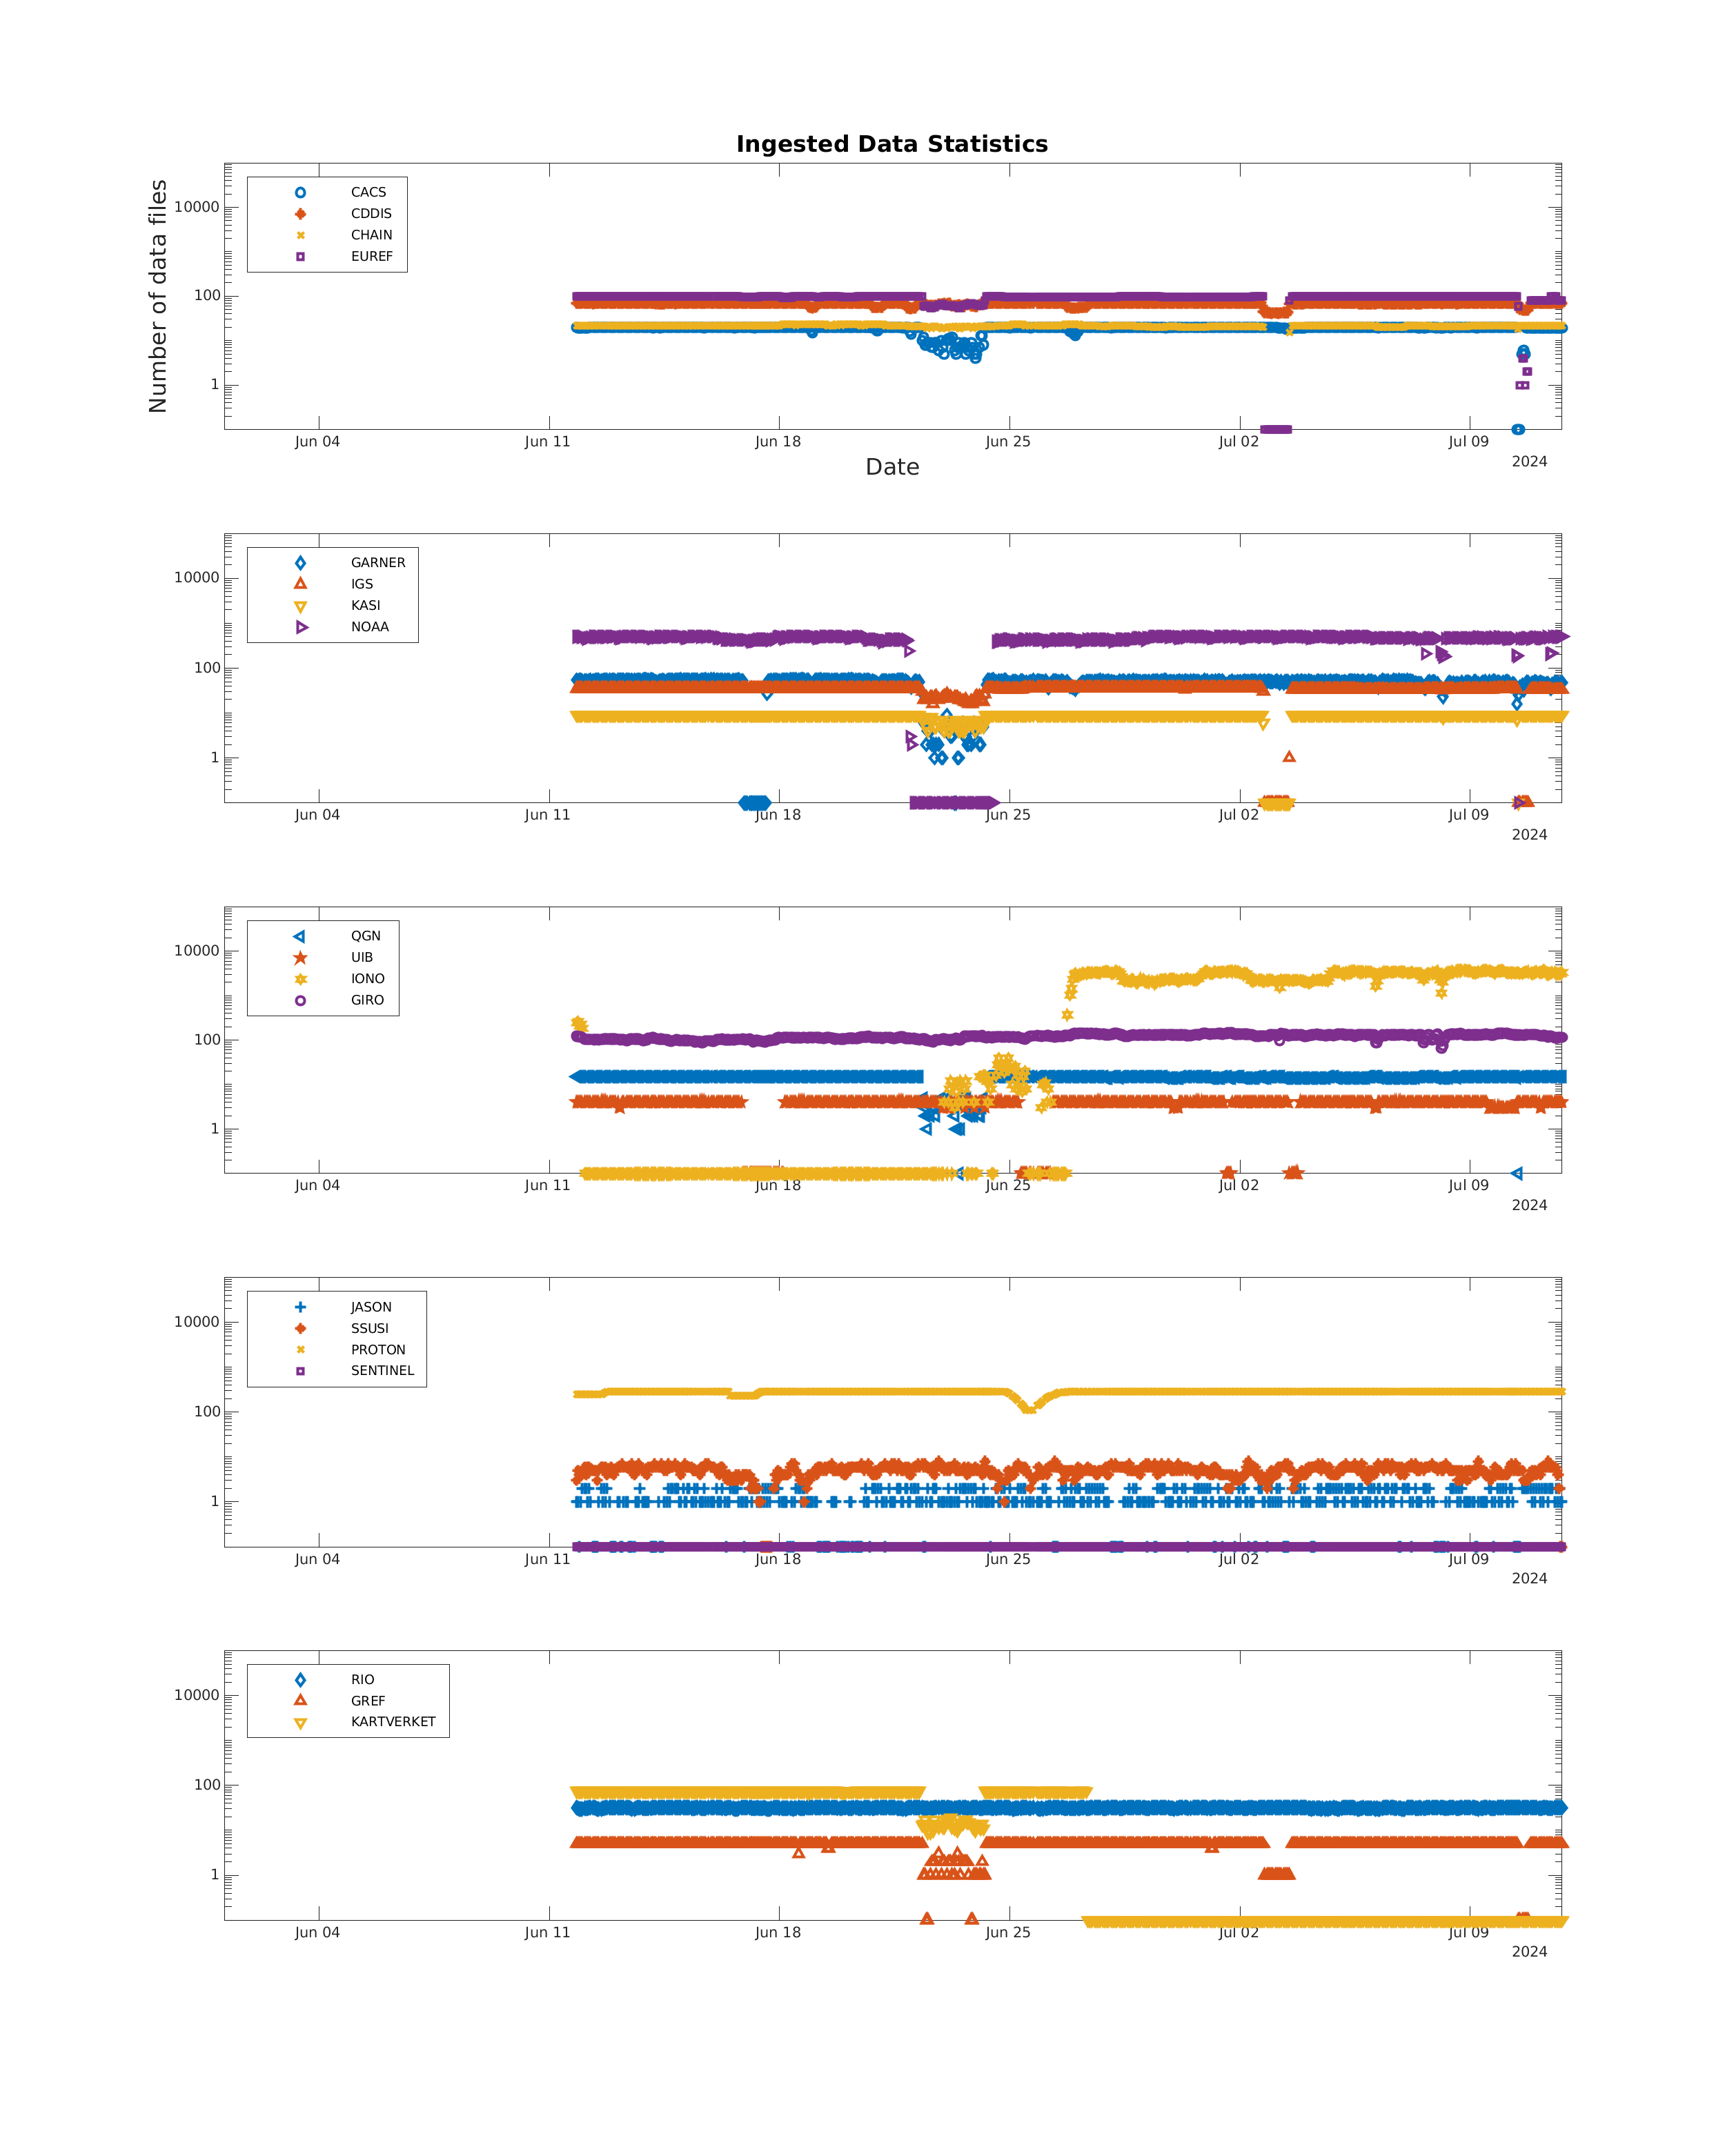 Ingested Data Statistics
Number of data files
CACS
CDDIS
CHAIN
EUREF
10000
100
1
Jun 04 Jun 11 Jun 18 Jun 25 Jul 02 Jul 09
2024
Date
GARNER
IGS
KASI
NOAA
10000
100
1
Jun 04 Jun 11 Jun 18 Jun 25 Jul 02 Jul 09
2024
QGN
UIB
IONO
GIRO
10000
100
1
Jun 04 Jun 11 Jun 18 Jun 25 Jul 02 Jul 09
2024
JASON
SSUSI
PROTON
SENTINEL
10000
100
1
Jun 04 Jun 11 Jun 18 Jun 25 Jul 02 Jul 09
2024
RIO
GREF
KARTVERKET
10000
100
1
Jun 04 Jun 11 Jun 18 Jun 25 Jul 02 Jul 09
2024